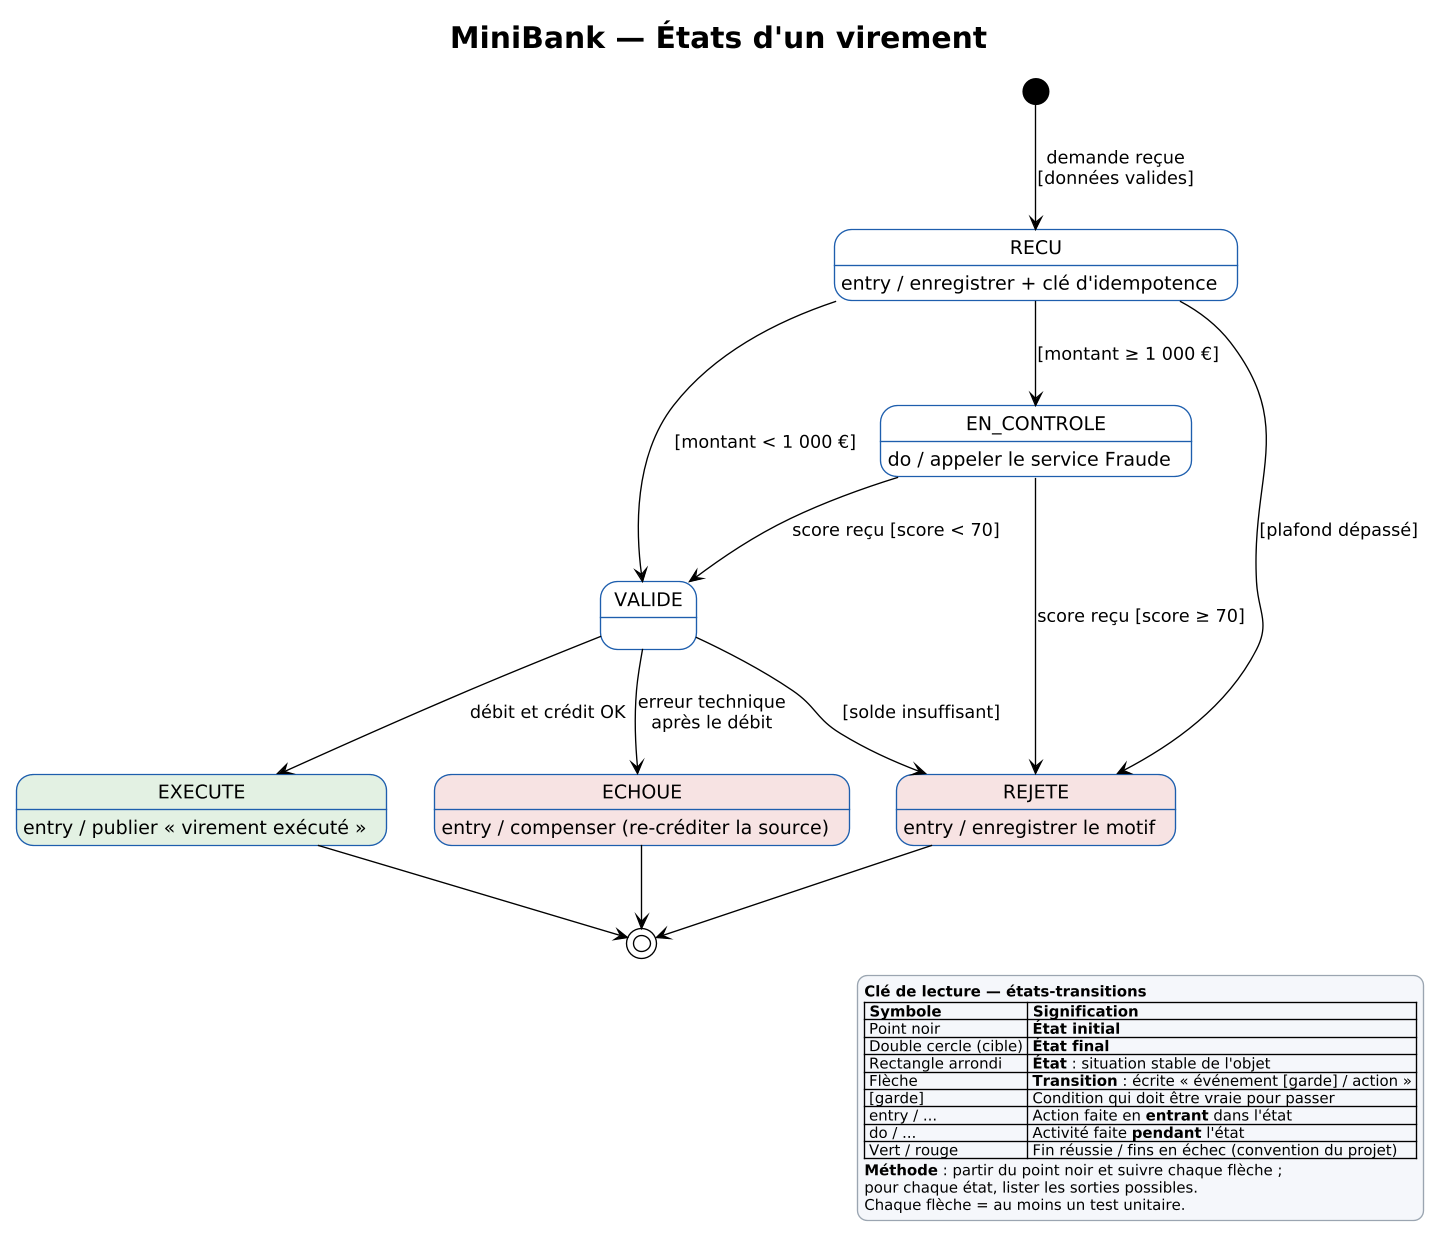 MiniBank — États d'un virement
demande reçue
[données valides]
RECU
entry / enregistrer + clé d'idempotence
[montant ≥ 1 000 €]
EN_CONTROLE
do / appeler le service Fraude
[montant < 1 000 €]
score reçu [score < 70]
[plafond dépassé]
VALIDE
score reçu [score ≥ 70]
débit et crédit OK
erreur technique
après le débit
[solde insuffisant]
EXECUTE
entry / publier « virement exécuté »
ECHOUE
entry / compenser (re-créditer la source)
REJETE
entry / enregistrer le motif
Clé de lecture — états-transitions
Symbole Signification
Point noir État initial
Double cercle (cible) État final
Rectangle arrondi État : situation stable de l'objet
Flèche Transition : écrite « événement [garde] / action »
[garde] Condition qui doit être vraie pour passer
entry / ... Action faite en entrant dans l'état
do / ... Activité faite pendant l'état
Vert / rouge Fin réussie / fins en échec (convention du projet)
Méthode : partir du point noir et suivre chaque flèche ;
pour chaque état, lister les sorties possibles.
Chaque flèche = au moins un test unitaire.